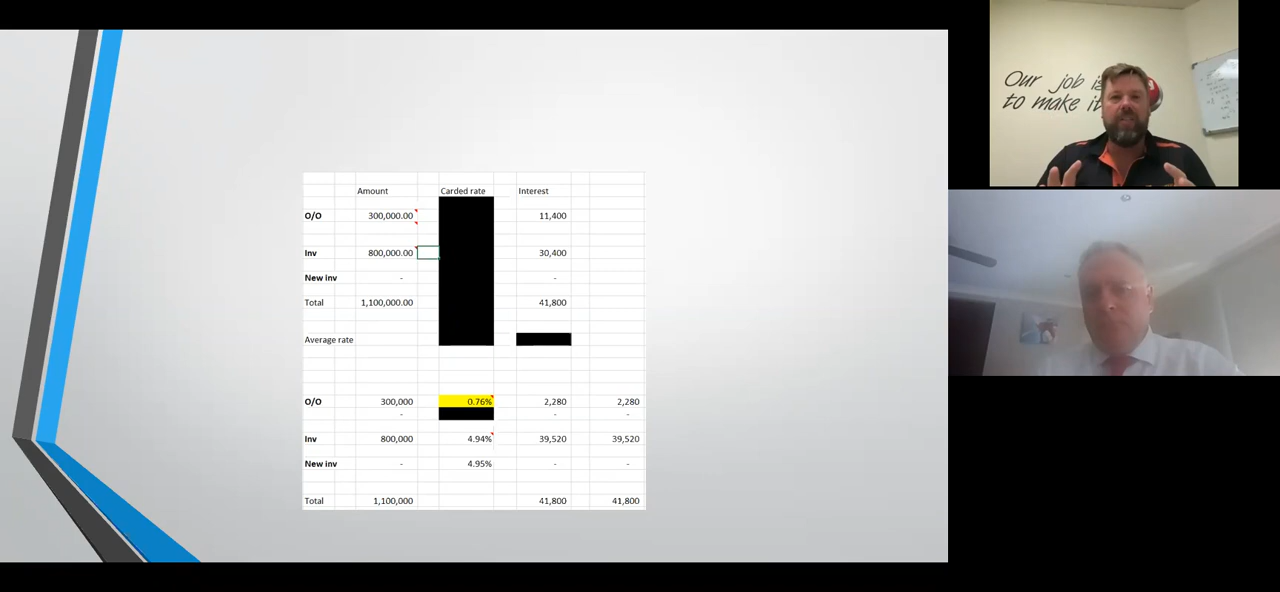 Amount Carded rate Interest
O/O 300,000.00 11,400
Inv 800,000.00 30,400
New inv - -
Total 1,100,000.00 41,800
Average rate
O/O 300,000 0.76% 2,280 2,280
- - -
Inv 800,000 4.94% 39,520 39,520
New inv - 4.95% - -
Total 1,100,000 41,800 41,800
Our job is
to make it